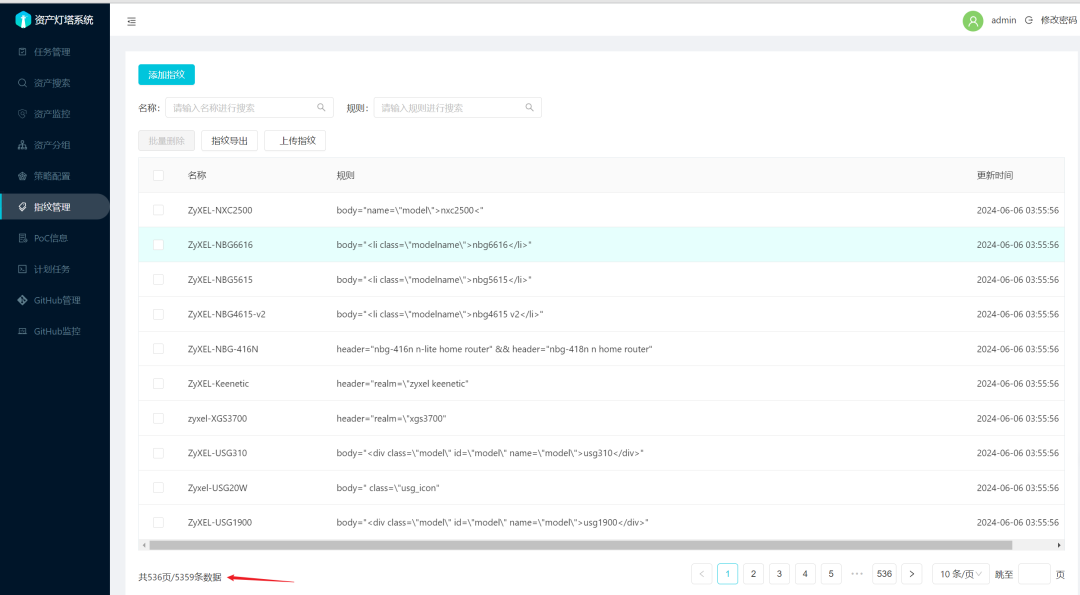 资产灯塔系统
admin 修改密码
任务管理
资产搜索
资产监控
资产分组
策略配置
指纹管理
PoC信息
计划任务
GitHub管理
GitHub监控
添加指纹
名称: 请输入名称进行搜索 规则: 请输入规则进行搜索
批量删除 指纹导出 上传指纹
名称 规则 更新时间
ZyXEL-NXC2500 body="name=\"model\">nxc2500<" 2024-06-06 03:55:56
ZyXEL-NBG6616 body="<li class=\"modelname\">nbg6616</li>" 2024-06-06 03:55:56
ZyXEL-NBG5615 body="<li class=\"modelname\">nbg5615</li>" 2024-06-06 03:55:56
ZyXEL-NBG4615-v2 body="<li class=\"modelname\">nbg4615 v2</li>" 2024-06-06 03:55:56
ZyXEL-NBG-416N header="nbg-416n n-lite home router" && header="nbg-418n n home router" 2024-06-06 03:55:56
ZyXEL-Keenetic header="realm=\"zyxel keenetic" 2024-06-06 03:55:56
zyxel-XGS3700 header="realm=\"xgs3700" 2024-06-06 03:55:56
ZyXEL-USG310 body="<div class=\"model\" id=\"model\" name=\"model\">usg310</div>" 2024-06-06 03:55:56
Zyxel-USG20W body=" class=\"usg_icon" 2024-06-06 03:55:56
ZyXEL-USG1900 body="<div class=\"model\" id=\"model\" name=\"model\">usg1900</div>" 2024-06-06 03:55:56
共536页/5359条数据 < 1 2 3 4 5 ••• 536 > 10 条/页 跳至 页